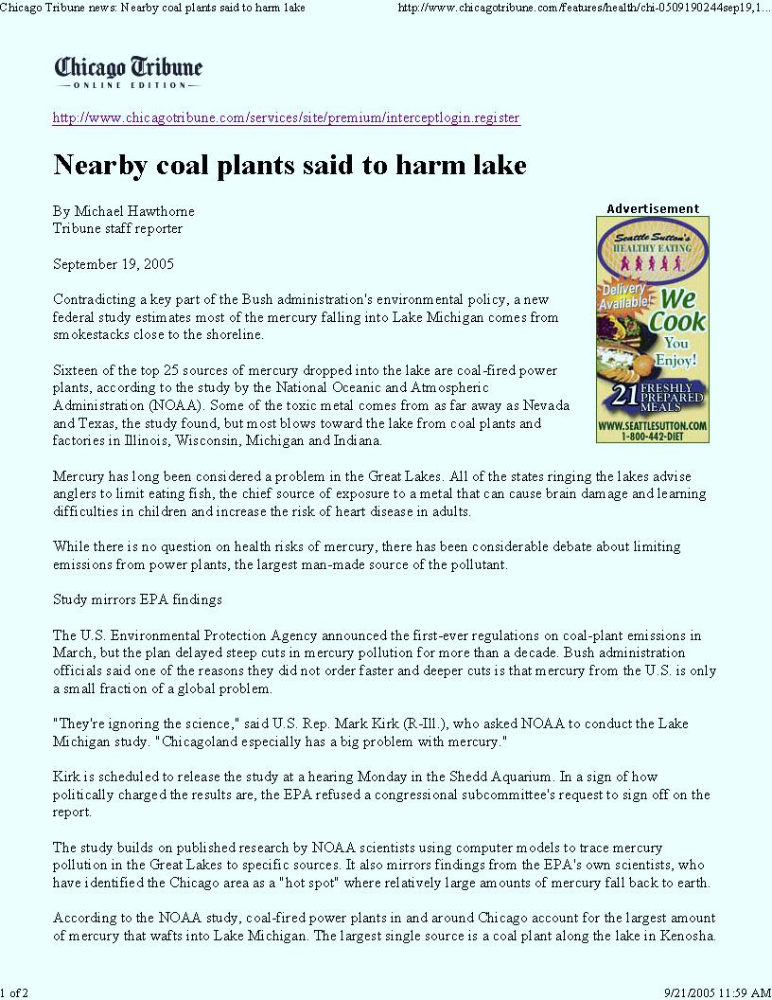 Chicago Tribune news: Nearby coal plants said to harm lake
http://www.chicagotribune.com/features/health/chi-0509190244sep19,1...
Chicago Tribune
ONLINE EDITION
http://www.chicagotribune.com/services/site/premium/interceptlogin.register
Nearby coal plants said to harm lake
By Michael Hawthorne
Tribune staff reporter
September 19, 2005
Contradicting a key part of the Bush administration's environmental policy, a new
federal study estimates most of the mercury falling into Lake Michigan comes from
smokestacks close to the shoreline.
Sixteen of the top 25 sources of mercury dropped into the lake are coal-fired power
plants, according to the study by the National Oceanic and Atmospheric
Administration (NOAA). Some of the toxic metal comes from as far away as Nevada
and Texas, the study found, but most blows toward the lake from coal plants and
factories in Illinois, Wisconsin, Michigan and Indiana.
Advertisement
Seattle Sutton's
HEALTHY EATING
Delivery
Available!
We
Cook
You
Enjoy!
21 FRESHLY
PREPARED
MEALS
WWW.SEATTLESUTTON.COM
1-800-442-DIET
Mercury has long been considered a problem in the Great Lakes. All of the states ringing the lakes advise
anglers to limit eating fish, the chief source of exposure to a metal that can cause brain damage and learning
difficulties in children and increase the risk of heart disease in adults.
While there is no question on health risks of mercury, there has been considerable debate about limiting
emissions from power plants, the largest man-made source of the pollutant.
Study mirrors EPA findings
The U.S. Environmental Protection Agency announced the first-ever regulations on coal-plant emissions in
March, but the plan delayed steep cuts in mercury pollution for more than a decade. Bush administration
officials said one of the reasons they did not order faster and deeper cuts is that mercury from the U.S. is only
a small fraction of a global problem.
"They're ignoring the science," said U.S. Rep. Mark Kirk (R-Ill.), who asked NOAA to conduct the Lake
Michigan study. "Chicagoland especially has a big problem with mercury."
Kirk is scheduled to release the study at a hearing Monday in the Shedd Aquarium. In a sign of how
politically charged the results are, the EPA refused a congressional subcommittee's request to sign off on the
report.
The study builds on published research by NOAA scientists using computer models to trace mercury
pollution in the Great Lakes to specific sources. It also mirrors findings from the EPA's own scientists, who
have identified the Chicago area as a "hot spot" where relatively large amounts of mercury fall back to earth.
According to the NOAA study, coal-fired power plants in and around Chicago account for the largest amount
of mercury that wafts into Lake Michigan. The largest single source is a coal plant along the lake in Kenosha.
1 of 2
9/21/2005 11:59 AM